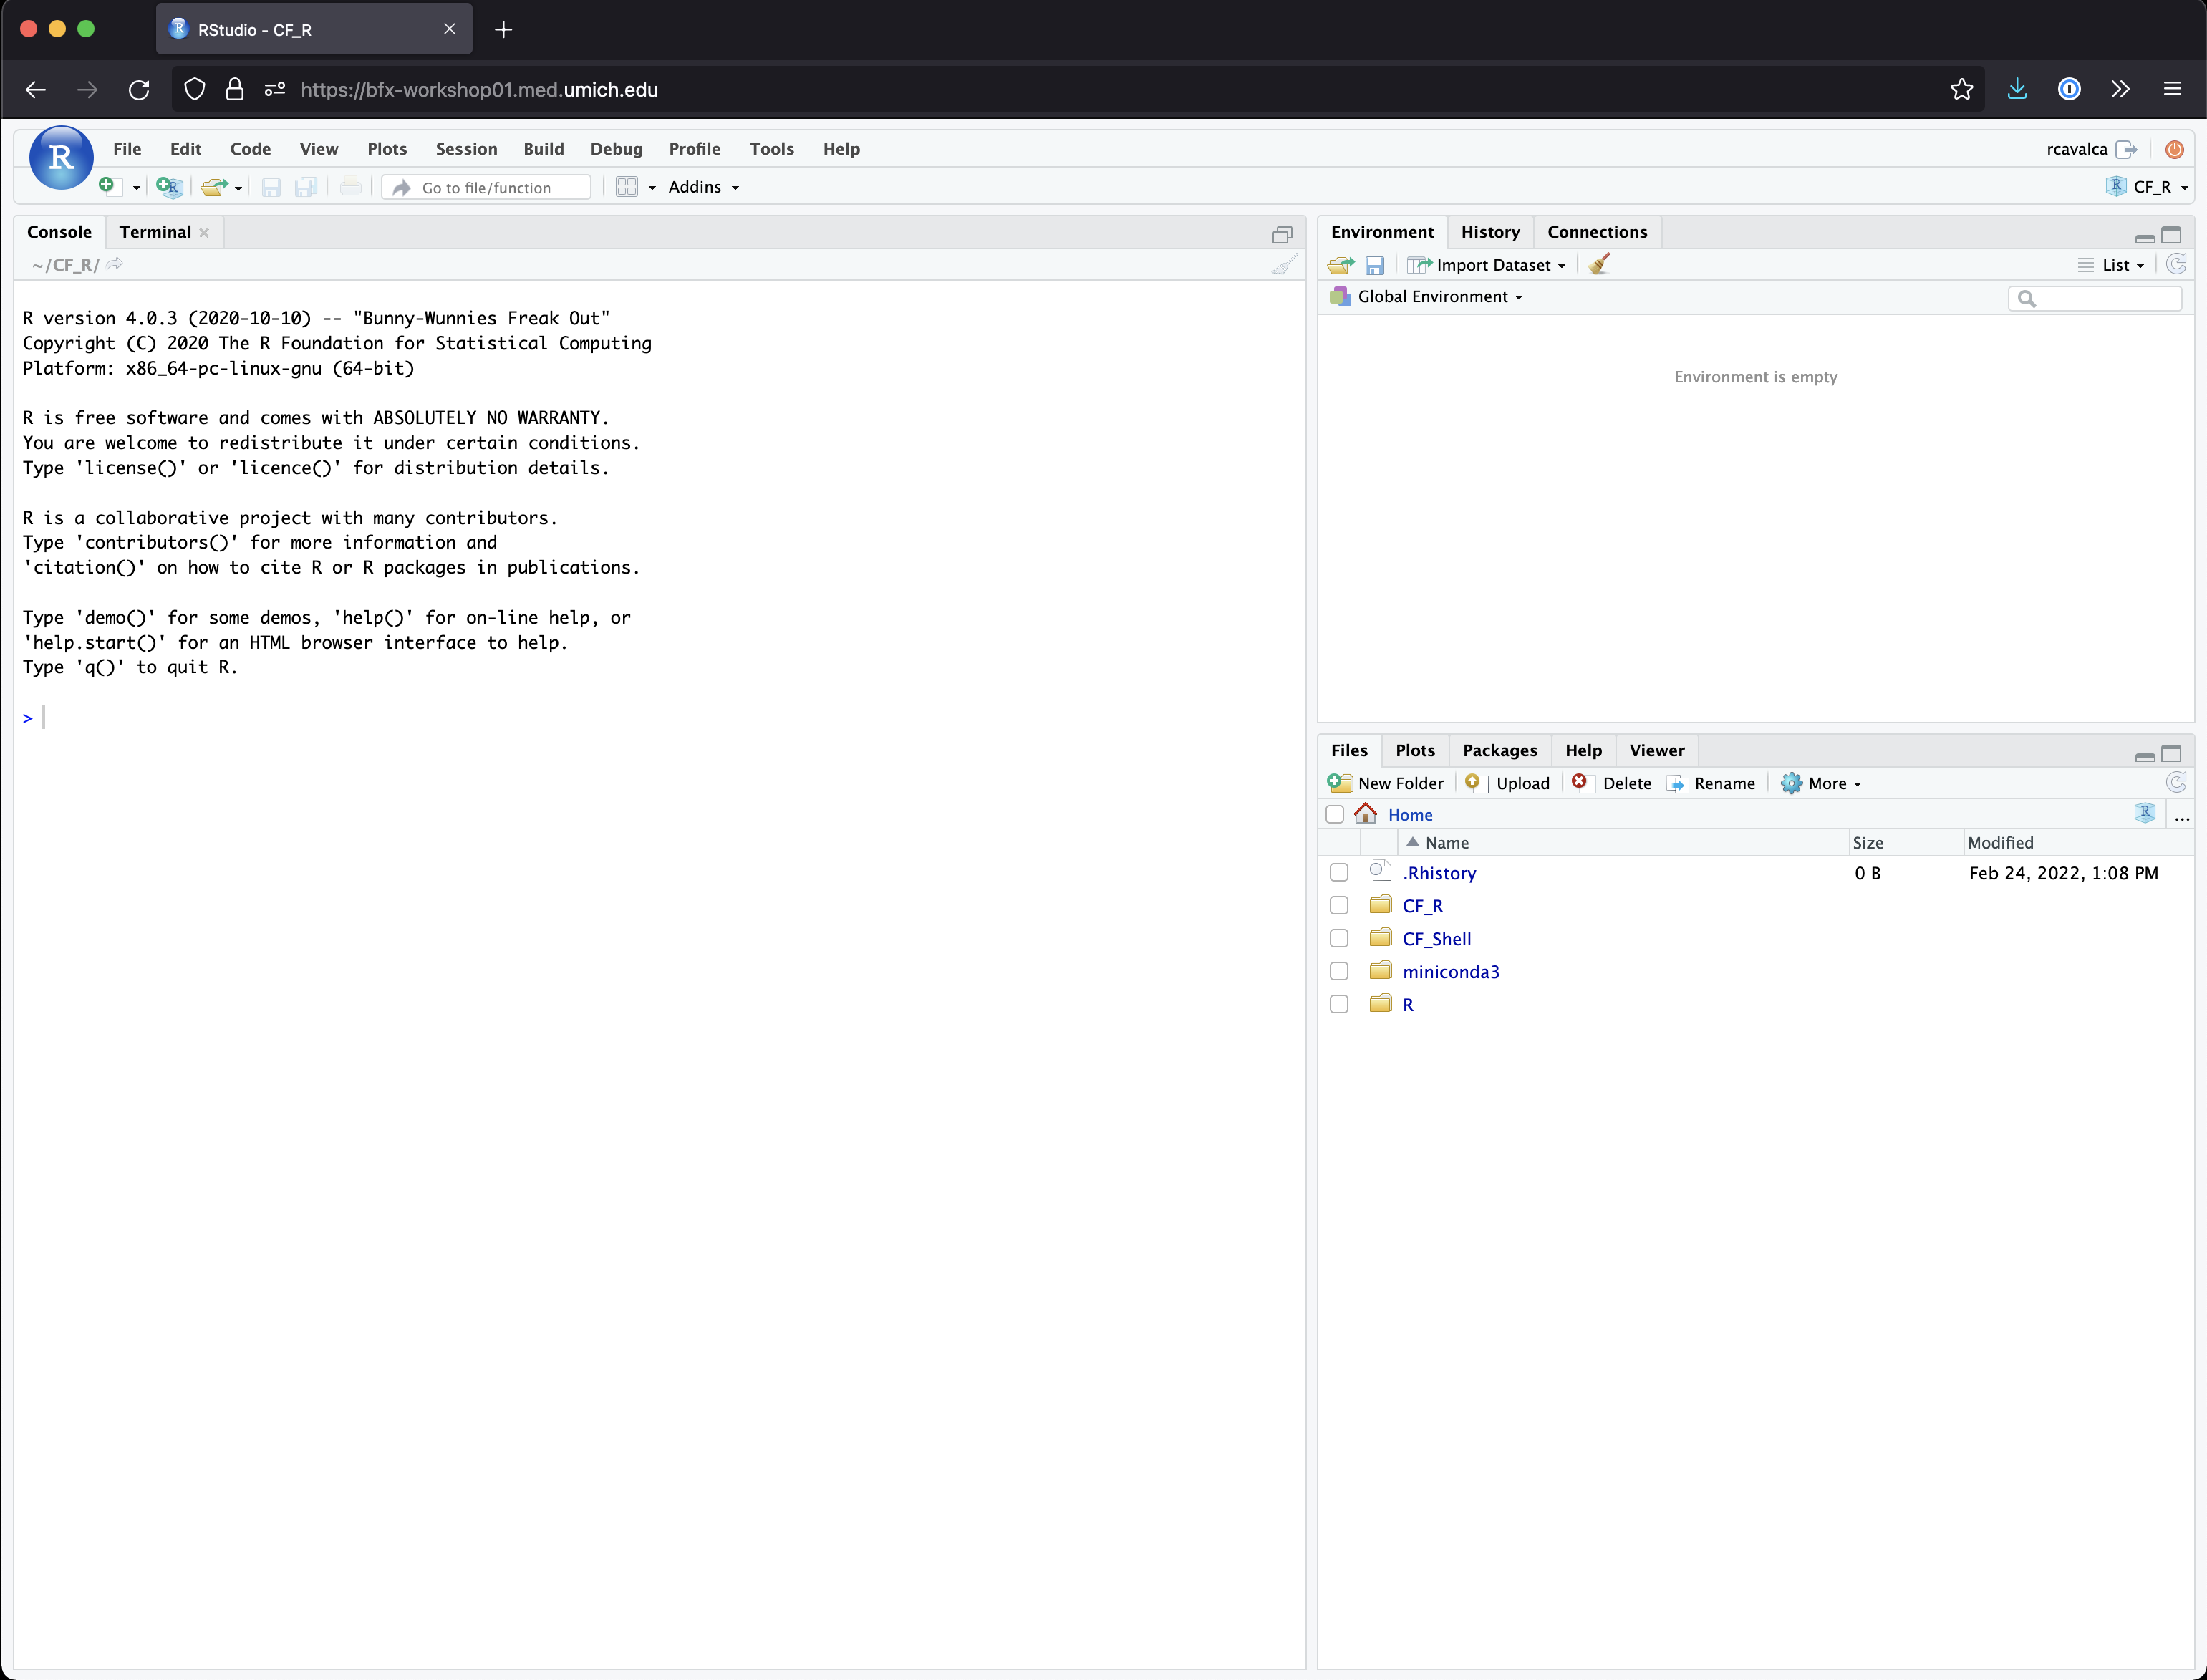 RStudio - CF_R
https://bfx-workshop01.med.umich.edu
R
File Edit Code View Plots Session Build Debug Profile Tools Help
rcavalca
Go to file/function
Addins
CF_R
Console Terminal
~/CF_R/
R version 4.0.3 (2020-10-10) -- "Bunny-Wunnies Freak Out"
Copyright (C) 2020 The R Foundation for Statistical Computing
Platform: x86_64-pc-linux-gnu (64-bit)
R is free software and comes with ABSOLUTELY NO WARRANTY.
You are welcome to redistribute it under certain conditions.
Type 'license()' or 'licence()' for distribution details.
R is a collaborative project with many contributors.
Type 'contributors()' for more information and
'citation()' on how to cite R or R packages in publications.
Type 'demo()' for some demos, 'help()' for on-line help, or
'help.start()' for an HTML browser interface to help.
Type 'q()' to quit R.
>
Environment History Connections
Import Dataset
List
Global Environment
Environment is empty
Files Plots Packages Help Viewer
New Folder Upload Delete Rename More
Home
...
Name Size Modified
.Rhistory 0 B Feb 24, 2022, 1:08 PM
CF_R
CF_Shell
miniconda3
R